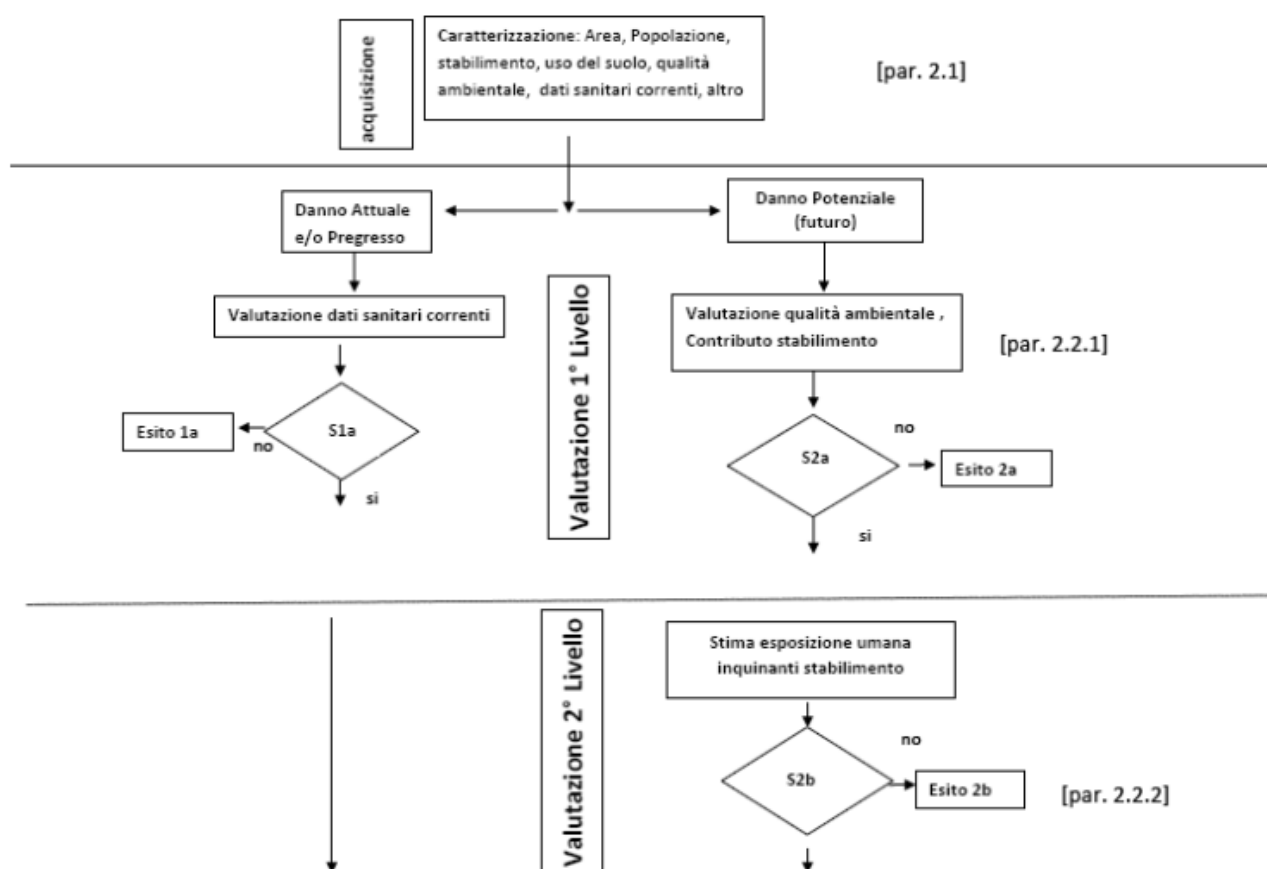 acquisizione
Caratterizzazione: Area, Popolazione,
stabilimento, uso del suolo, qualità
ambientale, dati sanitari correnti, altro
[par. 2.1]
Danno Attuale
e/o Pregresso
Danno Potenziale
(futuro)
Valutazione 1° Livello
Valutazione dati sanitari correnti
Valutazione qualità ambientale ,
Contributo stabilimento
[par. 2.2.1]
Esito 1a
no
S1a
si
S2a
no
Esito 2a
si
Valutazione 2° Livello
Stima esposizione umana
inquinanti stabilimento
S2b
no
Esito 2b
[par. 2.2.2]